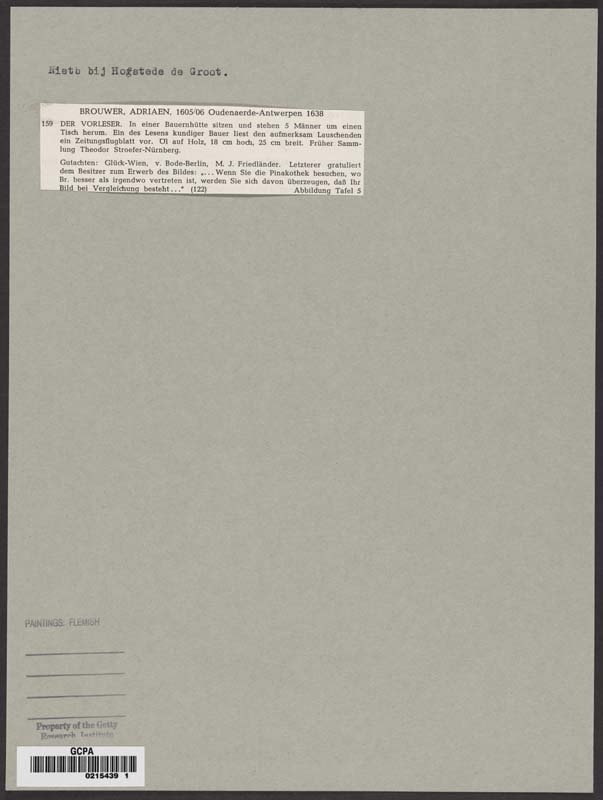 Nietb bij Hogstede de Groot.
BROUWER, ADRIAEN, 1605/06 Oudenaerde-Antwerpen 1638
159 DER VORLESER. In einer Bauernhütte sitzen und stehen 5 Männer um einen
Tisch herum. Ein des Lesens kundiger Bauer liest den aufmerksam Lauschenden
ein Zeitungsflugblatt vor. Öl auf Holz, 18 cm hoch, 25 cm breit. Früher Samm-
lung Theodor Stroefer-Nürnberg.
Gutachten: Glück-Wien, v. Bode-Berlin, M. J. Friedländer. Letzterer gratuliert
dem Besitzer zum Erwerb des Bildes: „... Wenn Sie die Pinakothek besuchen, wo
Br. besser als irgendwo vertreten ist, werden Sie sich davon überzeugen, daß Ihr
Bild bei Vergleichung besteht ..." (122) Abbildung Tafel 5
PAINTINGS: FLEMISH
Property of the Getty
Research Institute
GCPA
0215439 1